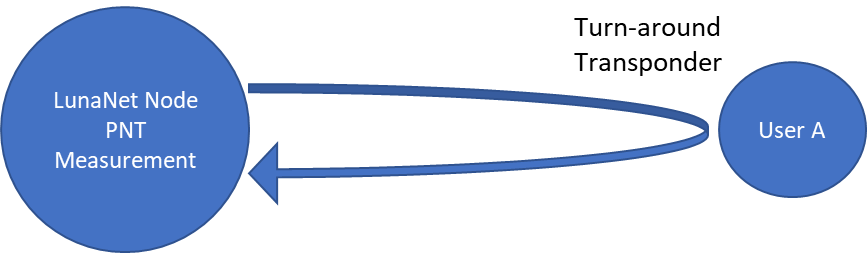 LunaNet Node
PNT
Measurement
Turn-around
Transponder
User A